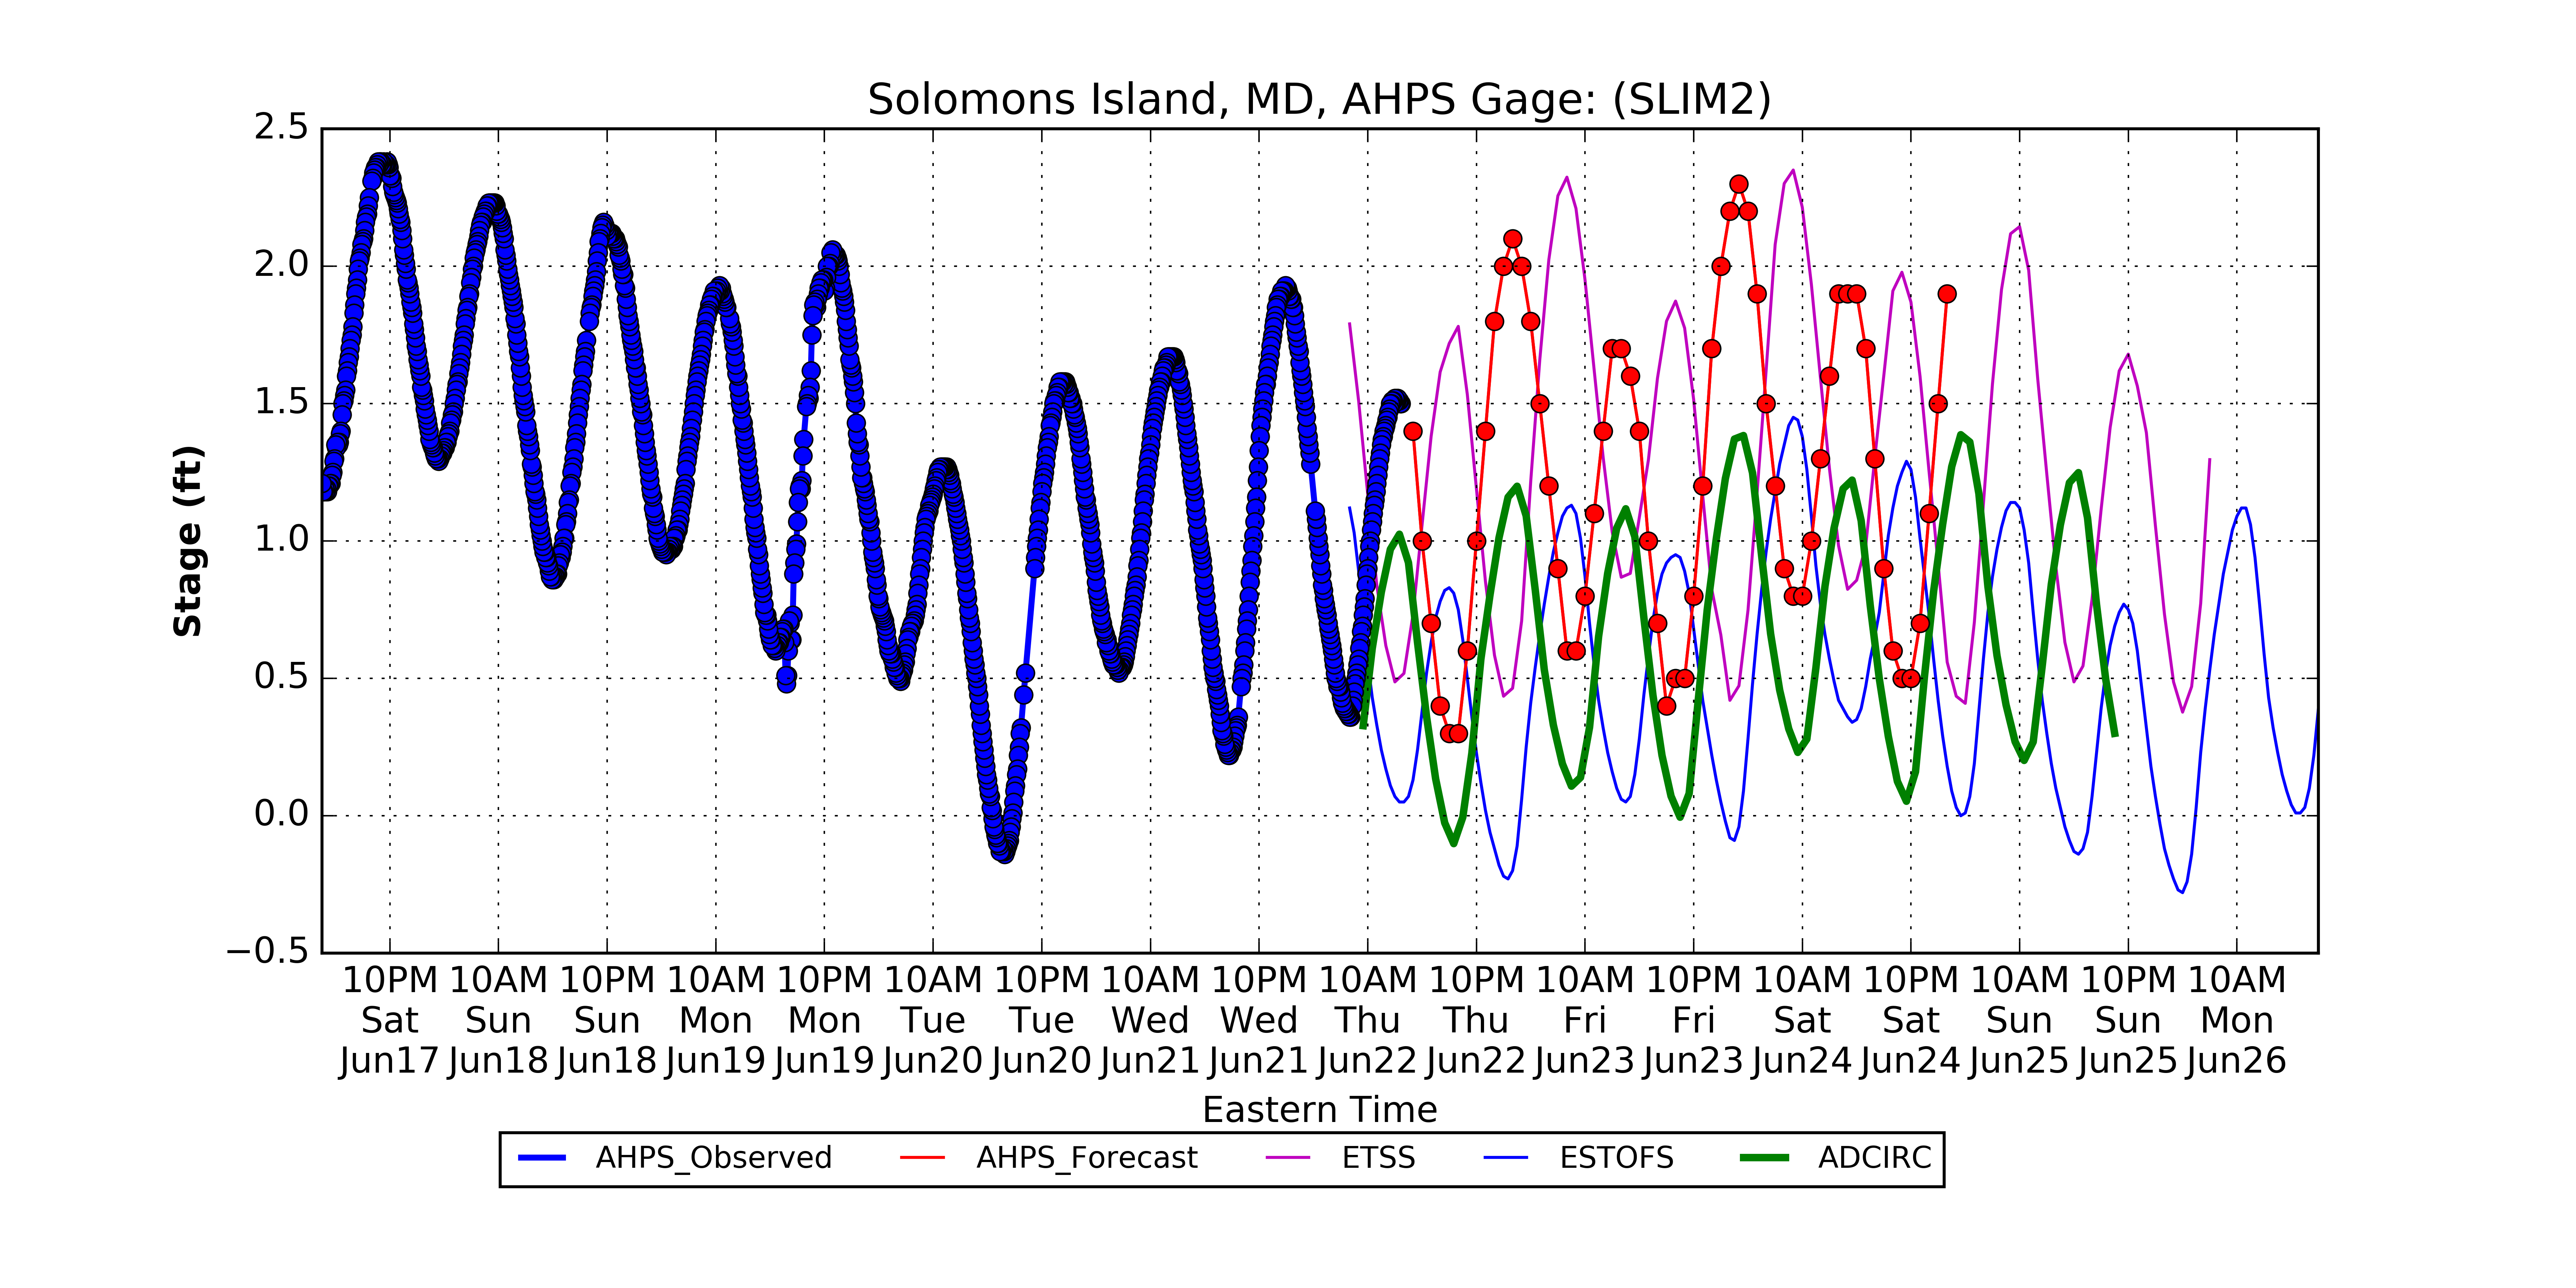 Solomons Island, MD, AHPS Gage: (SLIM2)
Stage (ft)
2.5
2.0
1.5
1.0
0.5
0.0
−0.5
10PM 10AM 10PM 10AM 10PM 10AM 10PM 10AM 10PM 10AM 10PM 10AM 10PM 10AM 10PM 10AM 10PM 10AM
Sat Sun Sun Mon Mon Tue Tue Wed Wed Thu Thu Fri Fri Sat Sat Sun Sun Mon
Jun17 Jun18 Jun18 Jun19 Jun19 Jun20 Jun20 Jun21 Jun21 Jun22 Jun22 Jun23 Jun23 Jun24 Jun24 Jun25 Jun25 Jun26
Eastern Time
AHPS_Observed AHPS_Forecast ETSS ESTOFS ADCIRC